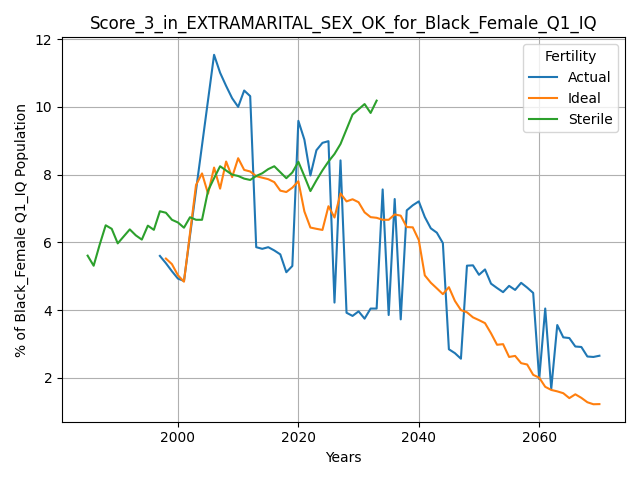 Score_3_in_EXTRAMARITAL_SEX_OK_for_Black_Female_Q1_IQ
% of Black_Female Q1_IQ Population
12
10
8
6
4
2
Fertility
Actual
Ideal
Sterile
2000
2020
2040
2060
Years